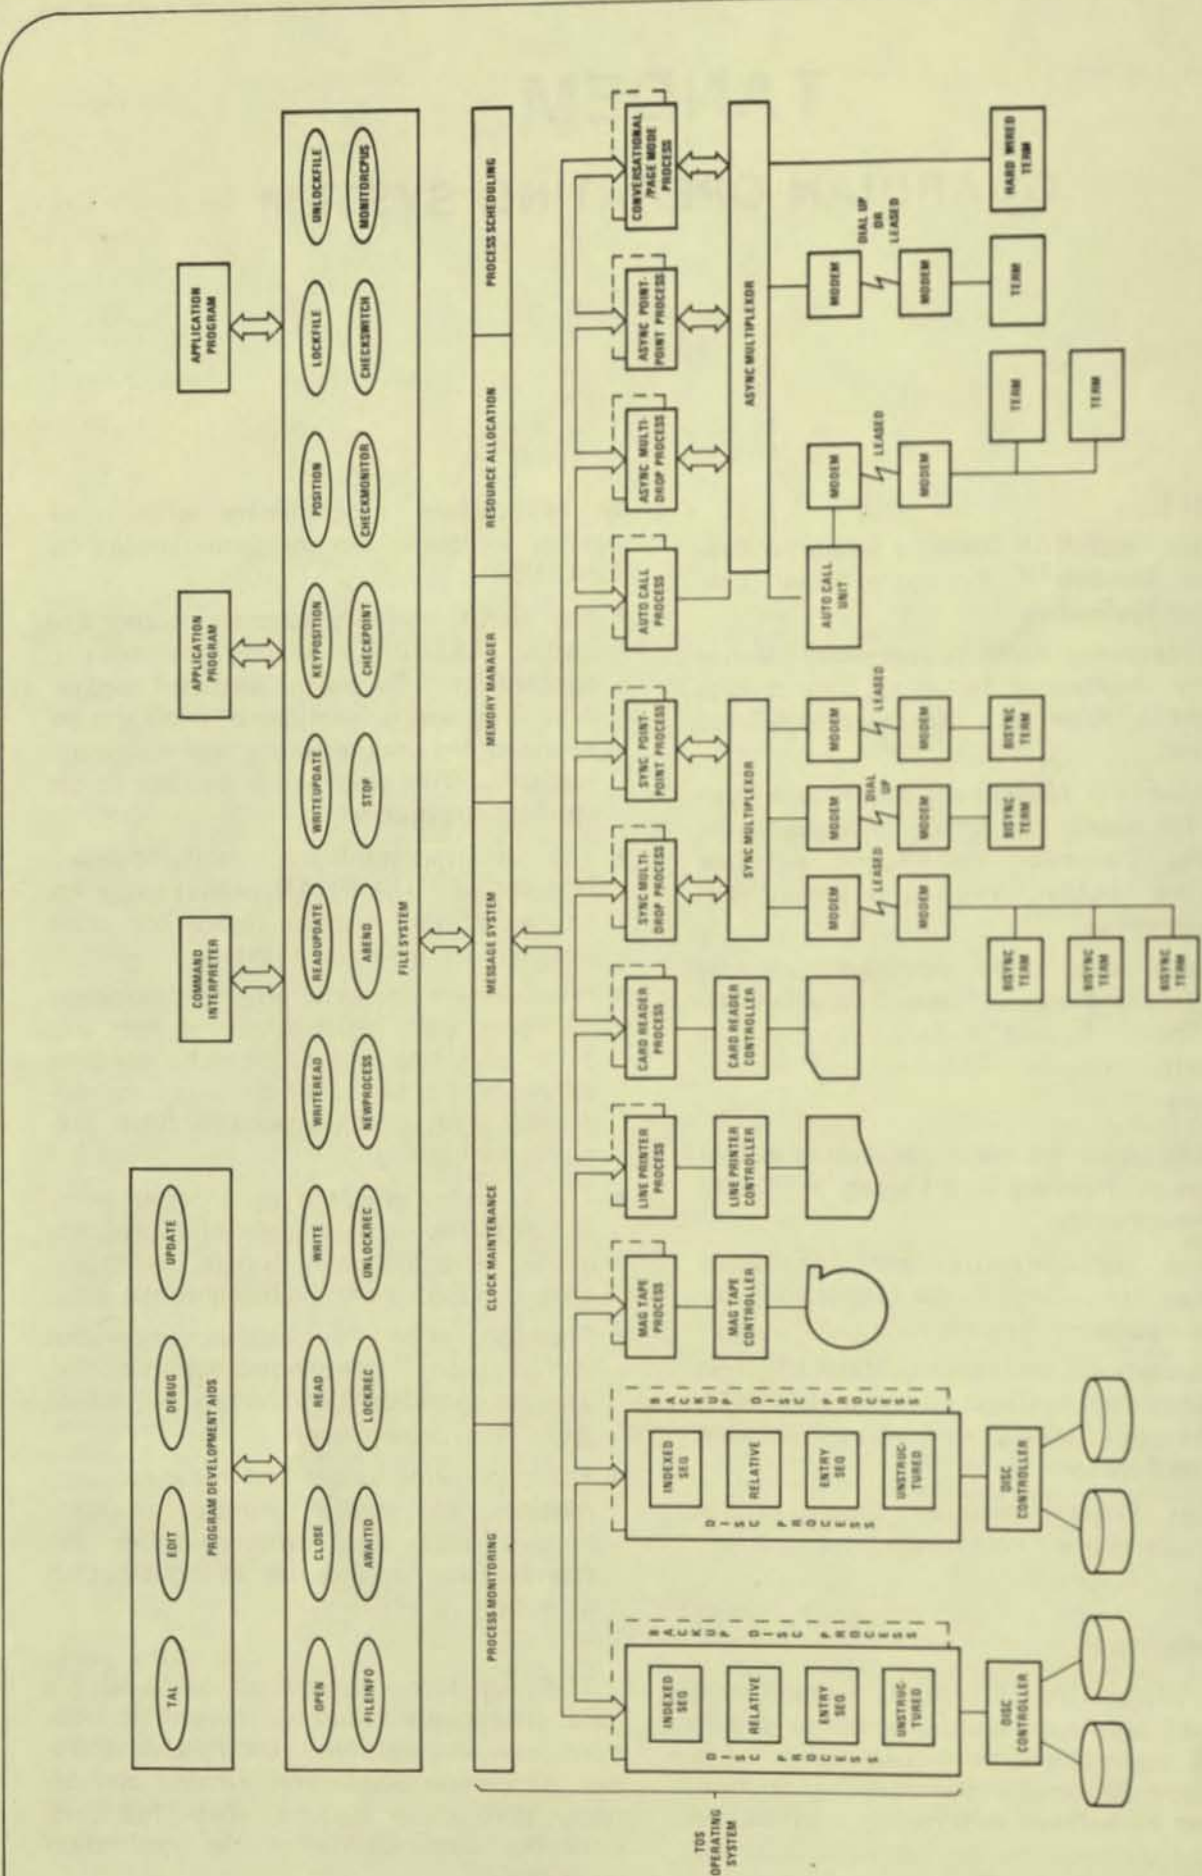 TAL
EDIT
DEBUG
UPDATE
PROGRAM DEVELOPMENT AIDS
COMMAND
INTERPRETER
APPLICATION
PROGRAM
APPLICATION
PROGRAM
OPEN
CLOSE
READ
WRITE
WRITEREAD
READUPDATE
WRITEUPDATE
KEYPOSITION
POSITION
LOCKFILE
UNLOCKFILE
FILEINFO
AWAITIO
LOCKREC
UNLOCKREC
NEWPROCESS
ABEND
STOP
CHECKPOINT
CHECKMONITOR
CHECKSWITCH
MONITORCPUS
FILE SYSTEM
PROCESS MONITORING
CLOCK MAINTENANCE
MESSAGE SYSTEM
MEMORY MANAGER
RESOURCE ALLOCATION
PROCESS SCHEDULING
TOS
OPERATING
SYSTEM
DISC PROCESS
INDEXED
SEQ
RELATIVE
ENTRY
SEQ
UNSTRUC-
TURED
BACKUP DISC PROCESS
DISC
CONTROLLER
DISC PROCESS
INDEXED
SEQ
RELATIVE
ENTRY
SEQ
UNSTRUC-
TURED
BACKUP DISC PROCESS
DISC
CONTROLLER
MAG TAPE
PROCESS
MAG TAPE
CONTROLLER
LINE PRINTER
PROCESS
LINE PRINTER
CONTROLLER
CARD READER
PROCESS
CARD READER
CONTROLLER
SYNC MULTI-
DROP PROCESS
SYNC POINT-
POINT PROCESS
SYNC MULTIPLEXOR
MODEM
LEASED
MODEM
BISYNC
TERM
BISYNC
TERM
BISYNC
TERM
MODEM
DIAL
UP
MODEM
BISYNC
TERM
MODEM
LEASED
MODEM
BISYNC
TERM
AUTO CALL
PROCESS
ASYNC MULTI-
DROP PROCESS
ASYNC POINT-
POINT PROCESS
CONVERSATIONAL
/PAGE MODE
PROCESS
ASYNC MULTIPLEXOR
AUTO CALL
UNIT
MODEM
LEASED
MODEM
TERM
TERM
MODEM
DIAL UP
OR
LEASED
MODEM
TERM
HARD WIRED
TERM